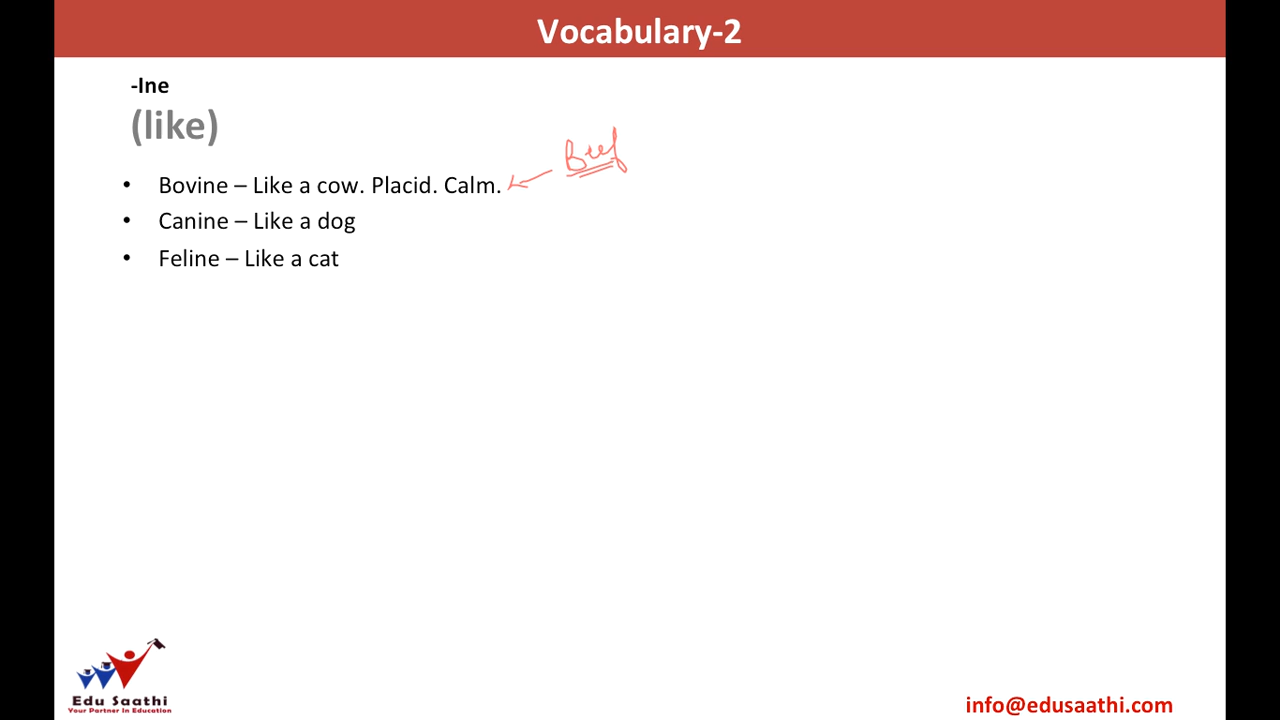 Vocabulary-2
-Ine
(like)
Beef
• Bovine – Like a cow. Placid. Calm.
• Canine – Like a dog
• Feline – Like a cat
Edu Saathi
Your Partner In Education
info@edusaathi.com